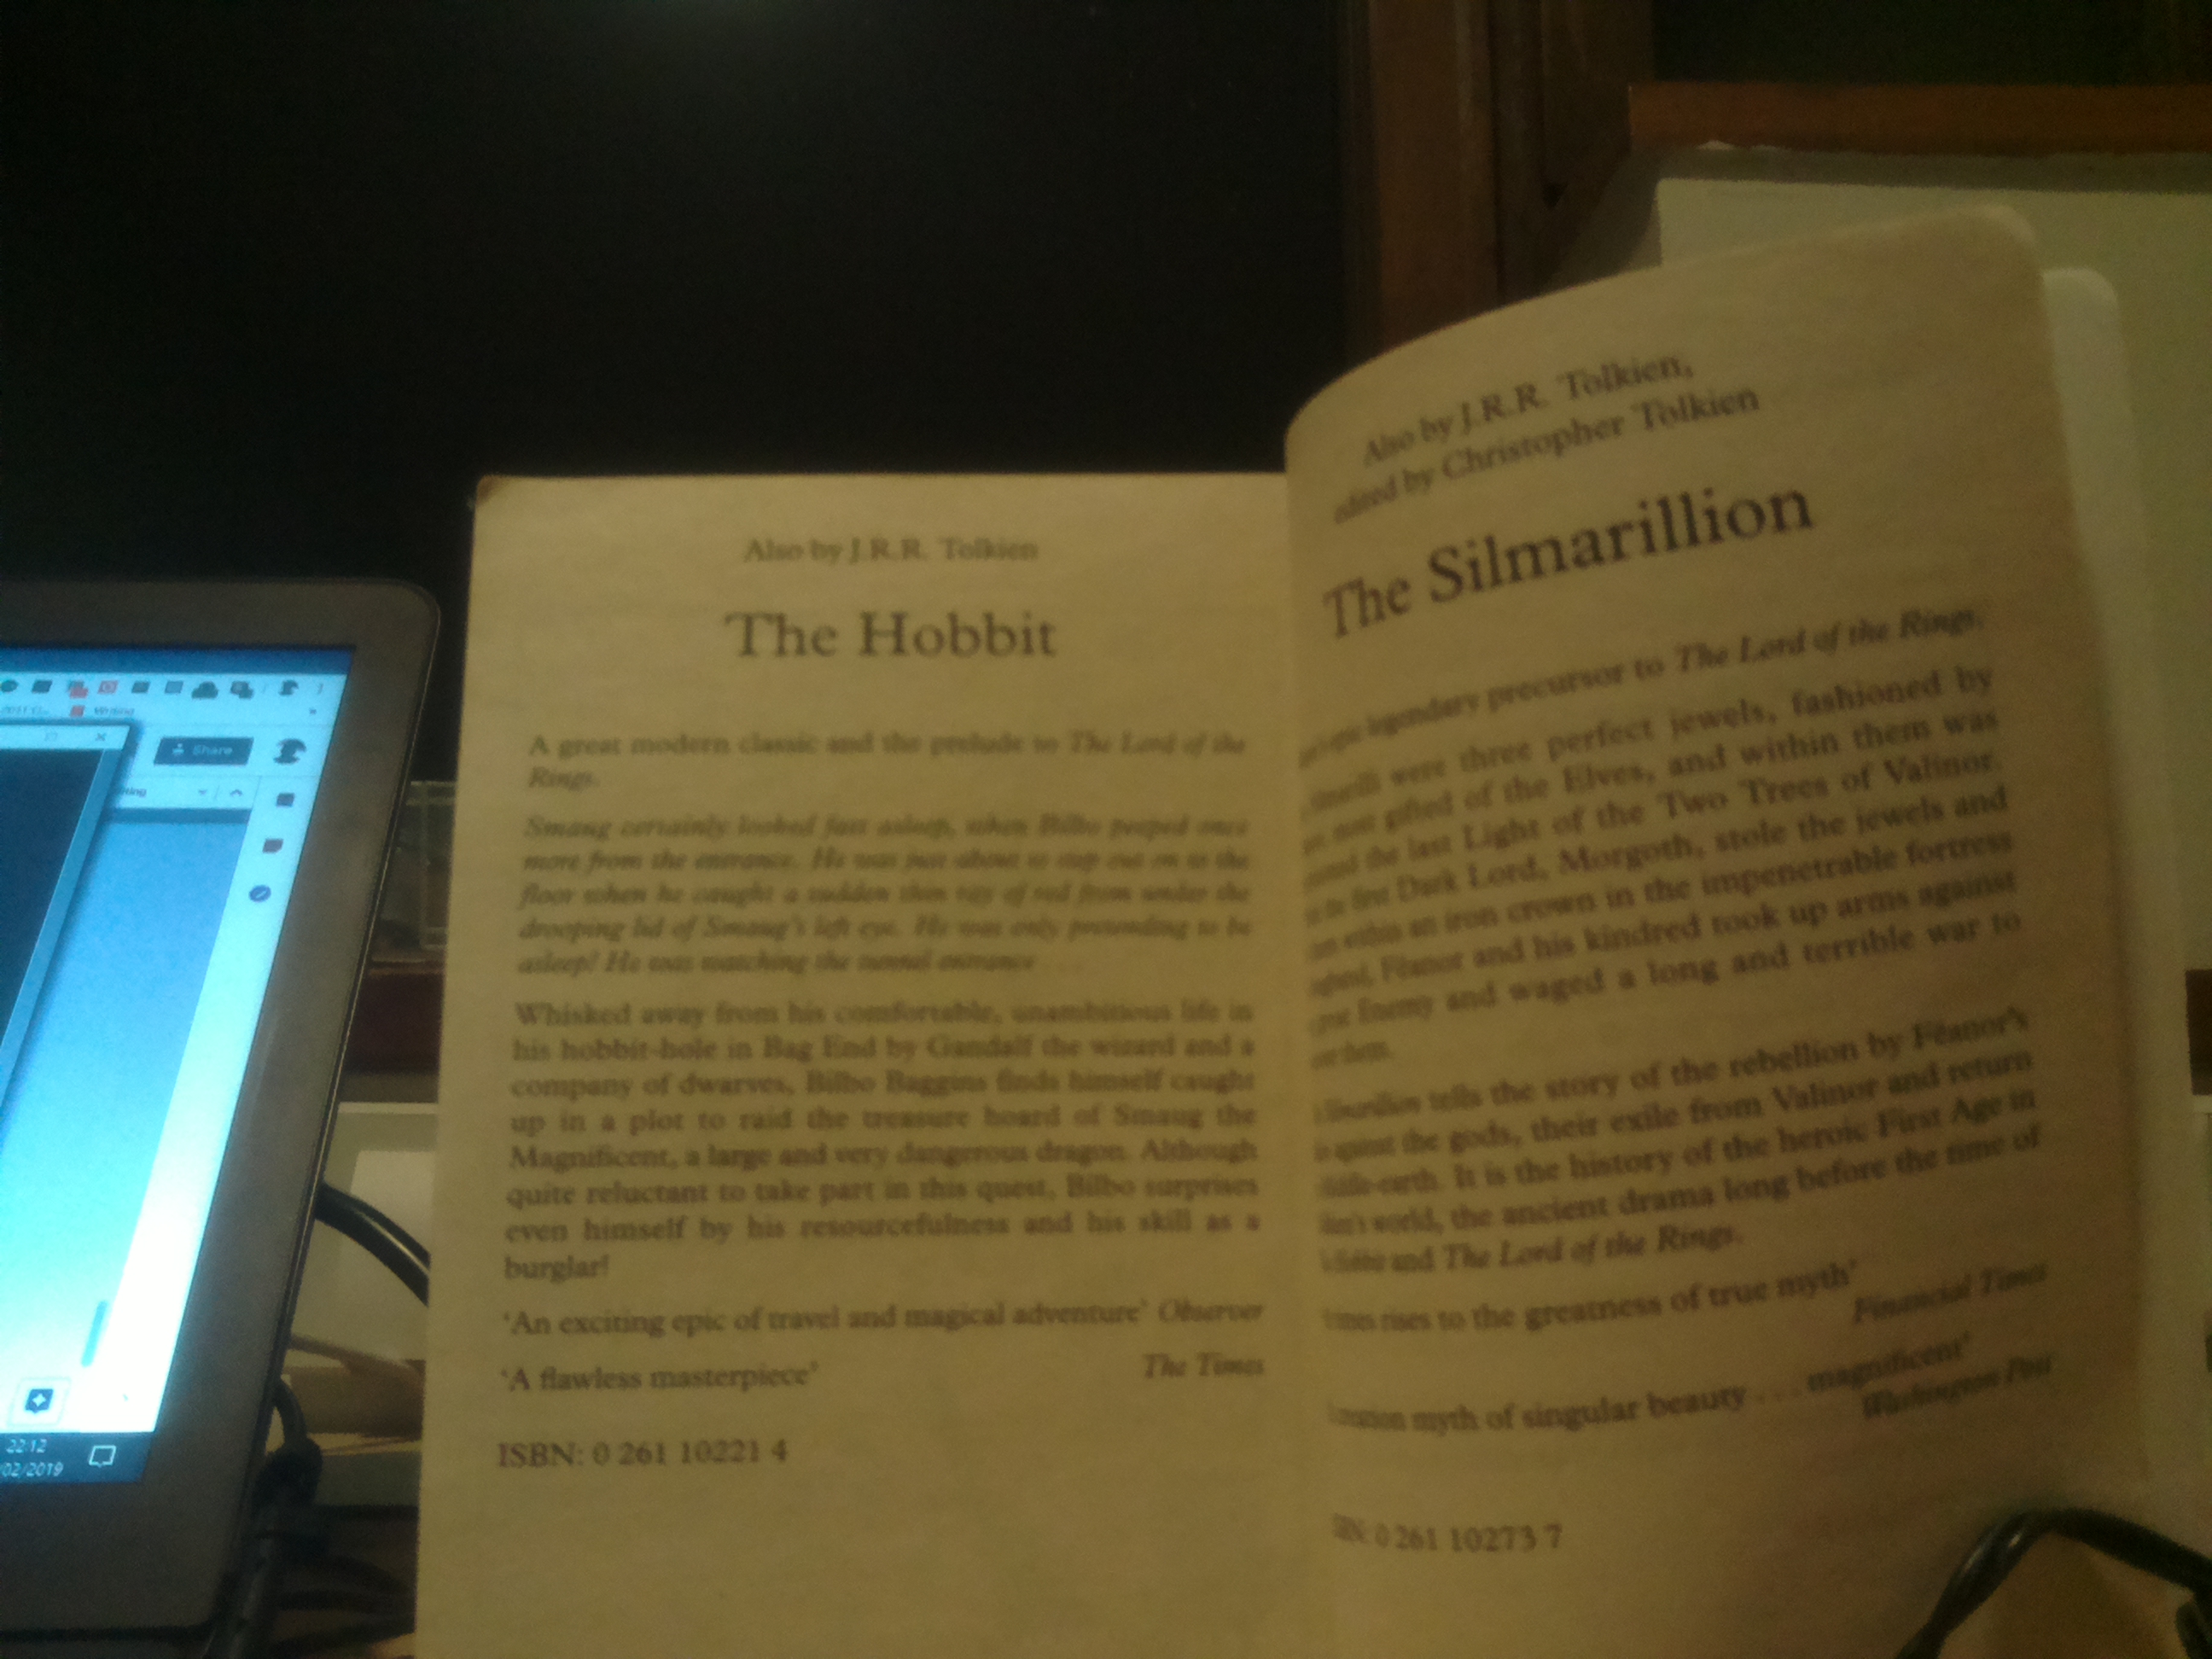 Share
Writing
22:12
02/2019
Also by J.R.R. Tolkien
The Hobbit
A great modern classic and the prelude to The Lord of the
Rings.
Smaug certainly looked fast asleep, when Bilbo peeped once
more from the entrance. He was just about to step out on to the
floor when he caught a sudden thin ray of red from under the
drooping lid of Smaug's left eye. He was only pretending to be
asleep! He was watching the tunnel entrance
Whisked away from his comfortable, unambitious life in
his hobbit-hole in Bag End by Gandalf the wizard and a
company of dwarves, Bilbo Baggins finds himself caught
up in a plot to raid the treasure hoard of Smaug the
Magnificent, a large and very dangerous dragon. Although
quite reluctant to take part in this quest, Bilbo surprises
even himself by his resourcefulness and his skill as a
burglar!
'An exciting epic of travel and magical adventure' Observer
'A flawless masterpiece' The Times
ISBN: 0 261 10221 4
Also by J.R.R. Tolkien,
edited by Christopher Tolkien
The Silmarillion
legendary precursor to The Lord of the Rings.
were three perfect jewels, fashioned by
most gifted of the Elves, and within them was
the last Light of the Two Trees of Valinor.
first Dark Lord, Morgoth, stole the jewels and
within an iron crown in the impenetrable fortress
Fëanor and his kindred took up arms against
Enemy and waged a long and terrible war to
them.
tells the story of the rebellion by Fëanor's
against the gods, their exile from Valinor and return
earth. It is the history of the heroic First Age in
world, the ancient drama long before the time of
and The Lord of the Rings.
rises to the greatness of true myth'
Financial Times
myth of singular beauty . . . magnificent'
Washington Post
0 261 10273 7